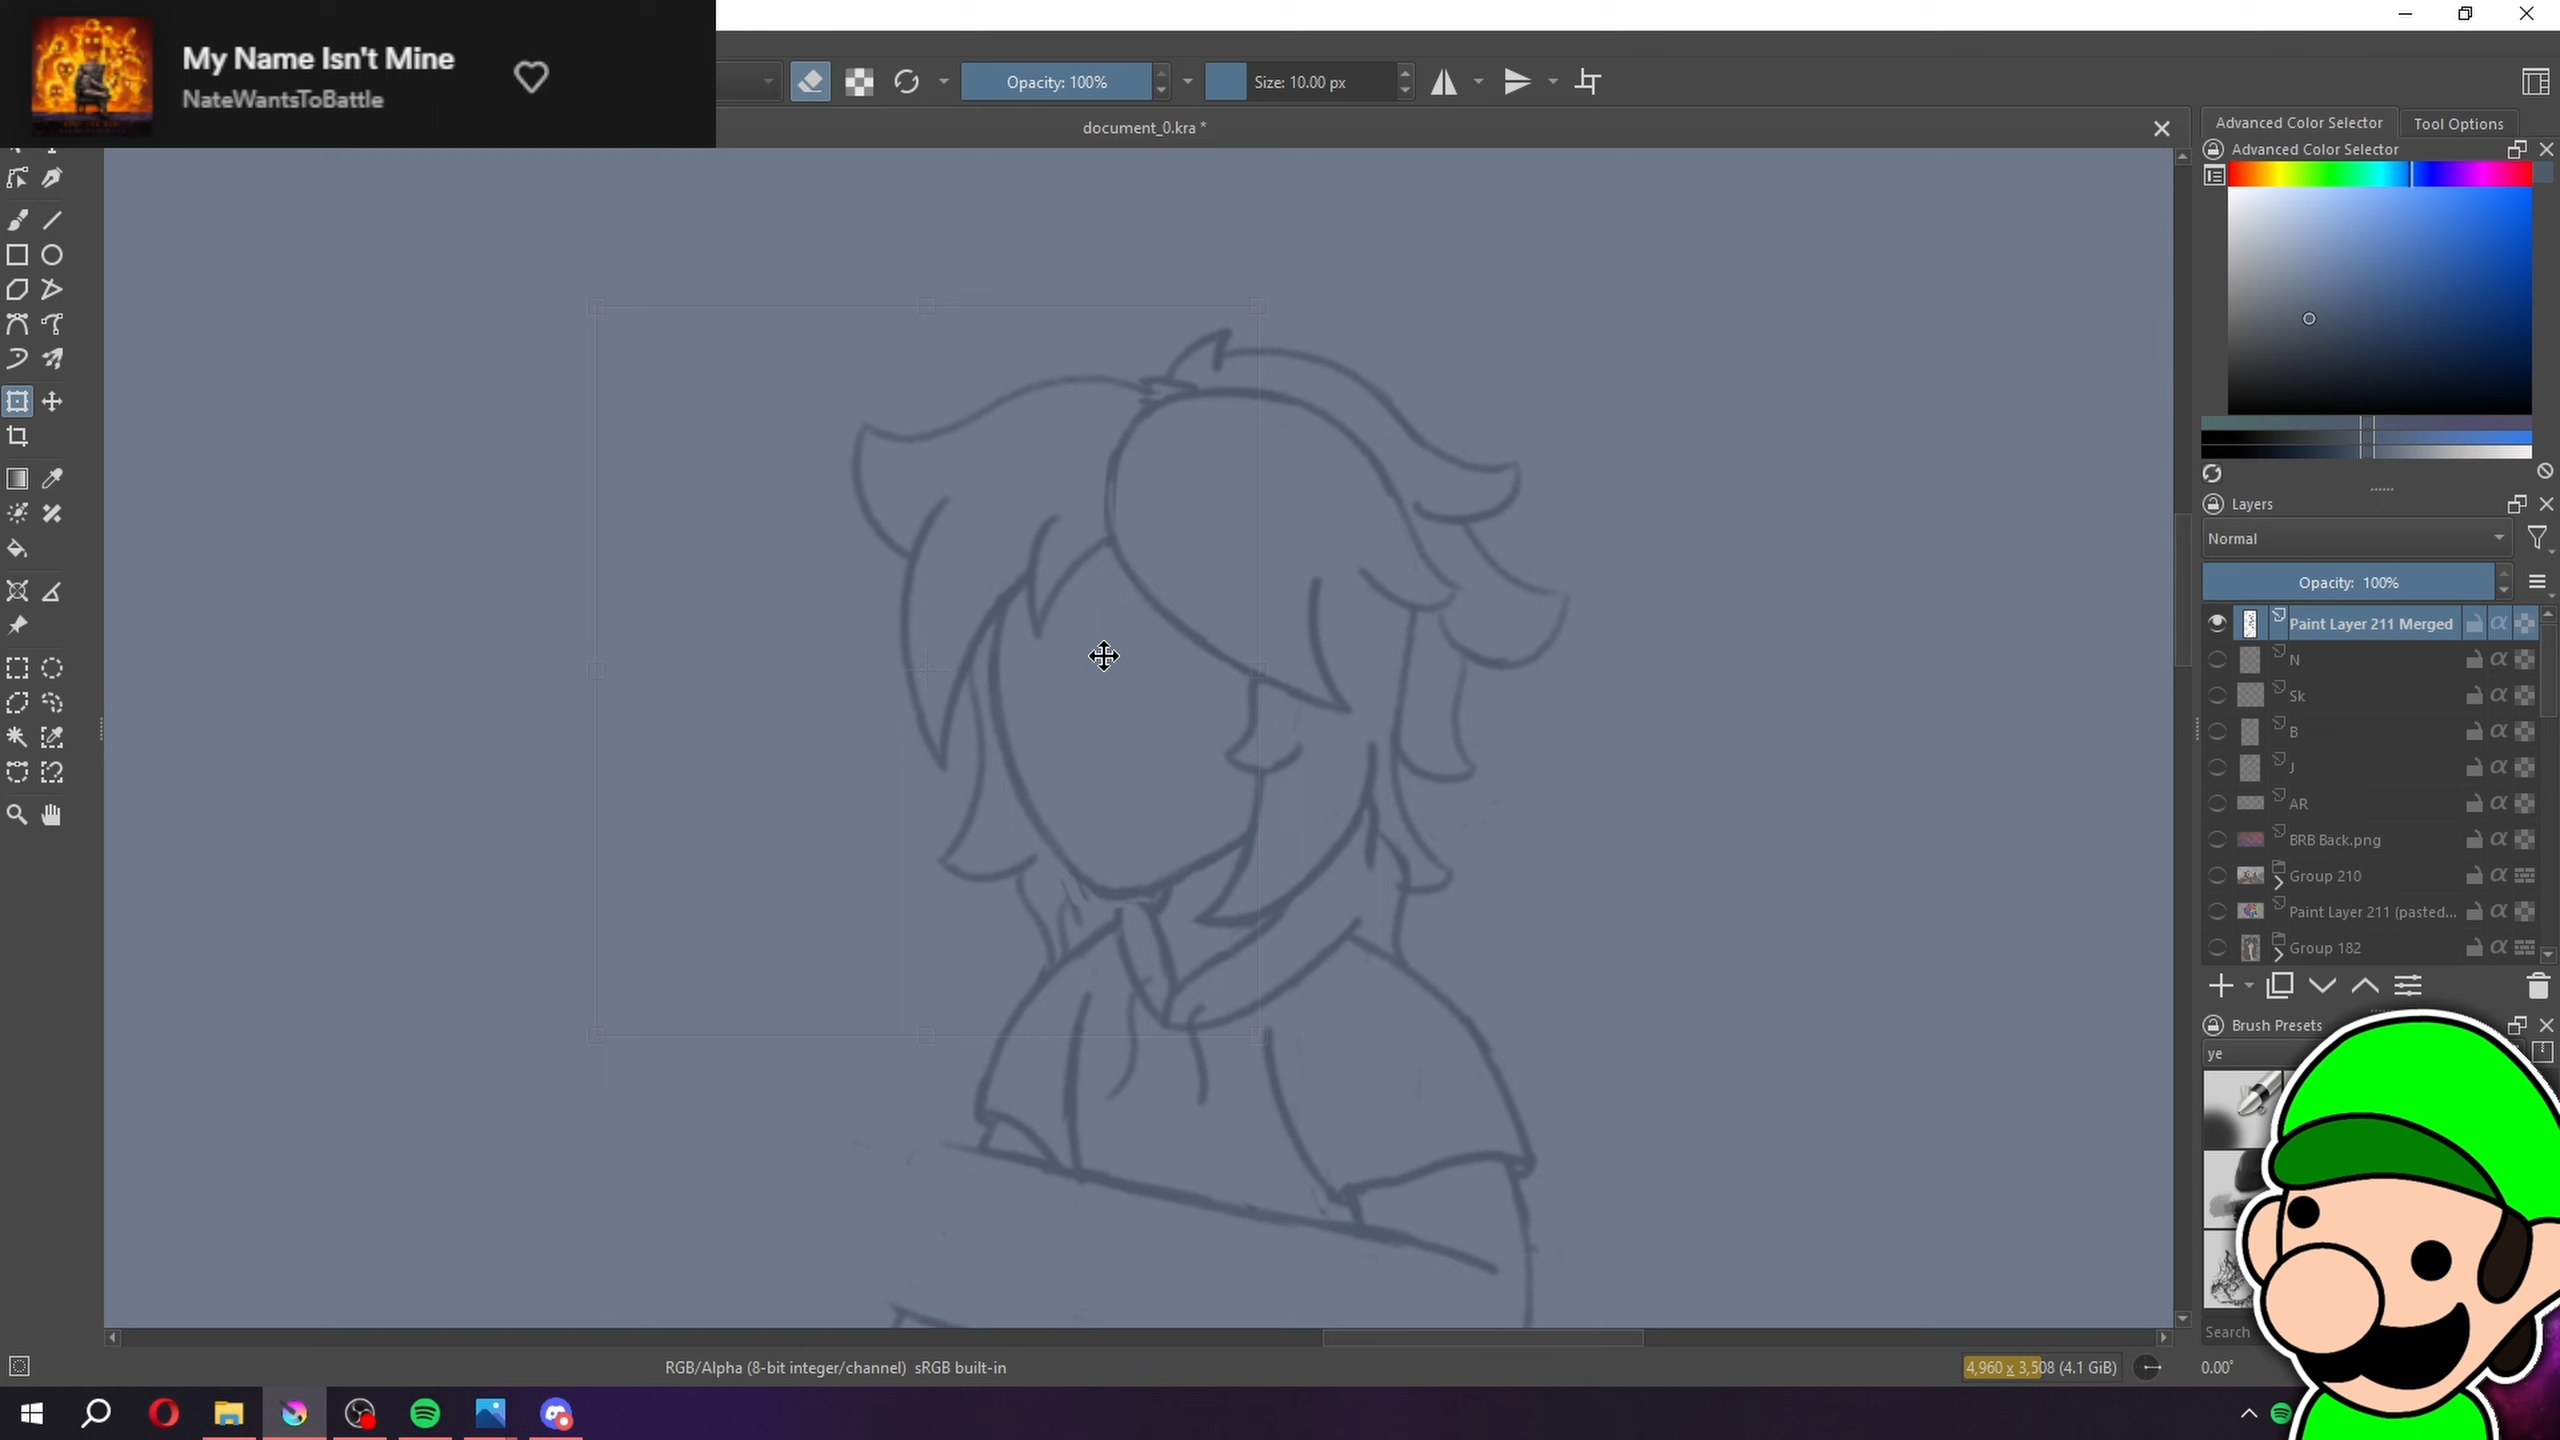 My Name Isn't Mine
NateWantsToBattle
Opacity: 100%
Size: 10.00 px
document_0.kra *
Advanced Color Selector
Tool Options
Advanced Color Selector
Layers
Normal
Opacity: 100%
Paint Layer 211 Merged
N
Sk
B
J
AR
BRB Back.png
Group 210
Paint Layer 211 (pasted...
Group 182
Brush Presets
ye
Search
RGB/Alpha (8-bit integer/channel) sRGB built-in
4,960 x 3,508 (4.1 GiB)
0.00°